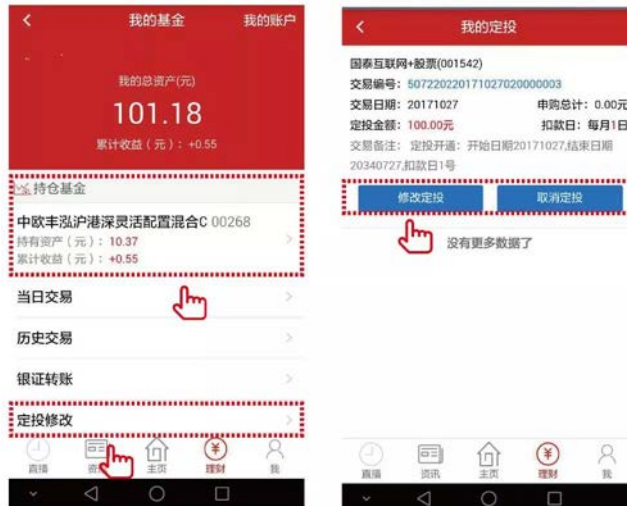 我的基金
我的账户
我的总资产(元)
101.18
累计收益(元): +0.55
持仓基金
中欧丰泓沪港深灵活配置混合C 00268
持有资产(元): 10.37
累计收益(元): +0.55
当日交易
历史交易
银证转账
定投修改
直播
资
主页
理财
我
我的定投
国泰互联网+股票(001542)
交易编号: 50722022017102702000003
交易日期: 20171027 申购总计: 0.00元
定投金额: 100.00元 扣款日: 每月1日
交易备注: 定投开通: 开始日期20171027,结束日期
20340727,扣款日1号
修改定投
取消定投
没有更多数据了
直播
资讯
主页
理财
我